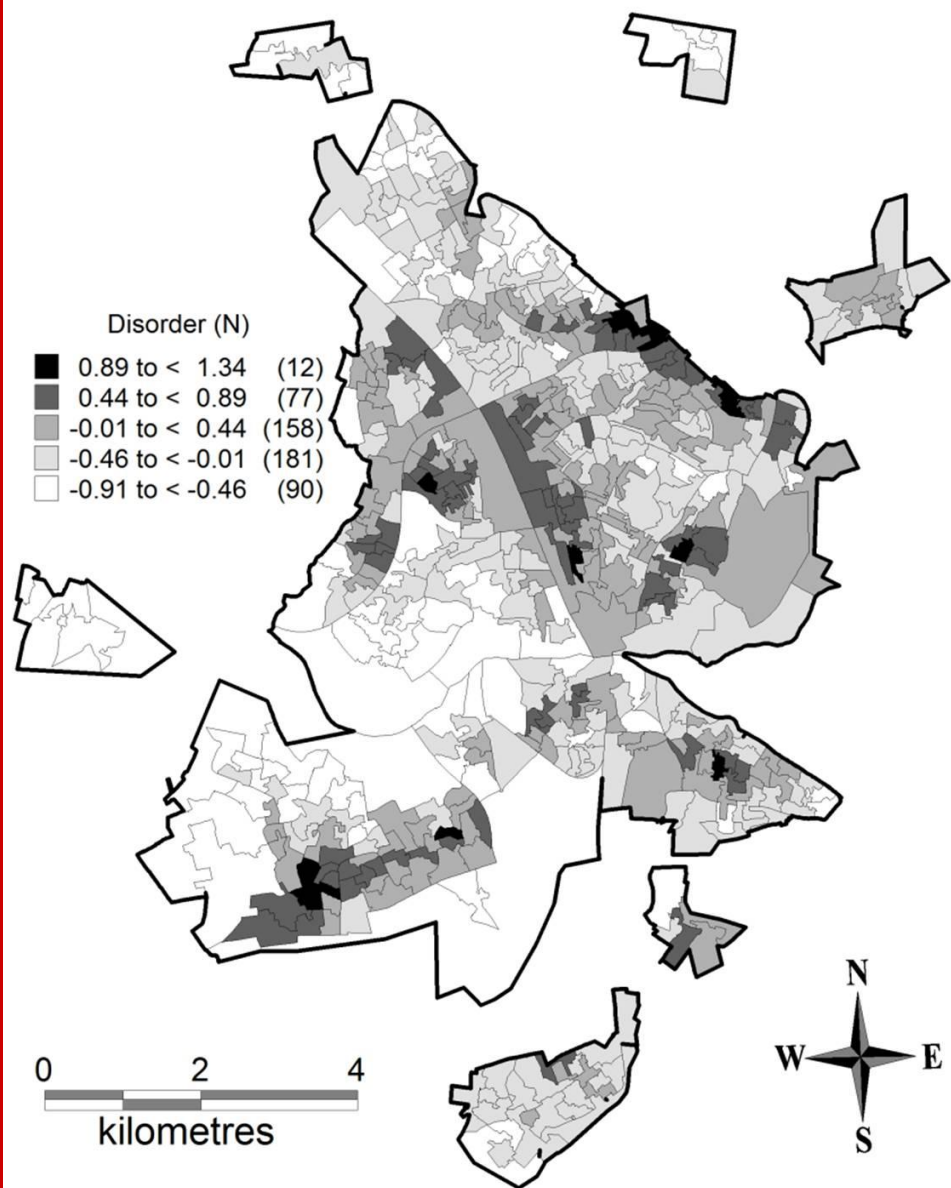 Disorder (N)
0.89 to < 1.34 (12)
0.44 to < 0.89 (77)
-0.01 to < 0.44 (158)
-0.46 to < -0.01 (181)
-0.91 to < -0.46 (90)
N
W E
S
0 2 4
kilometres